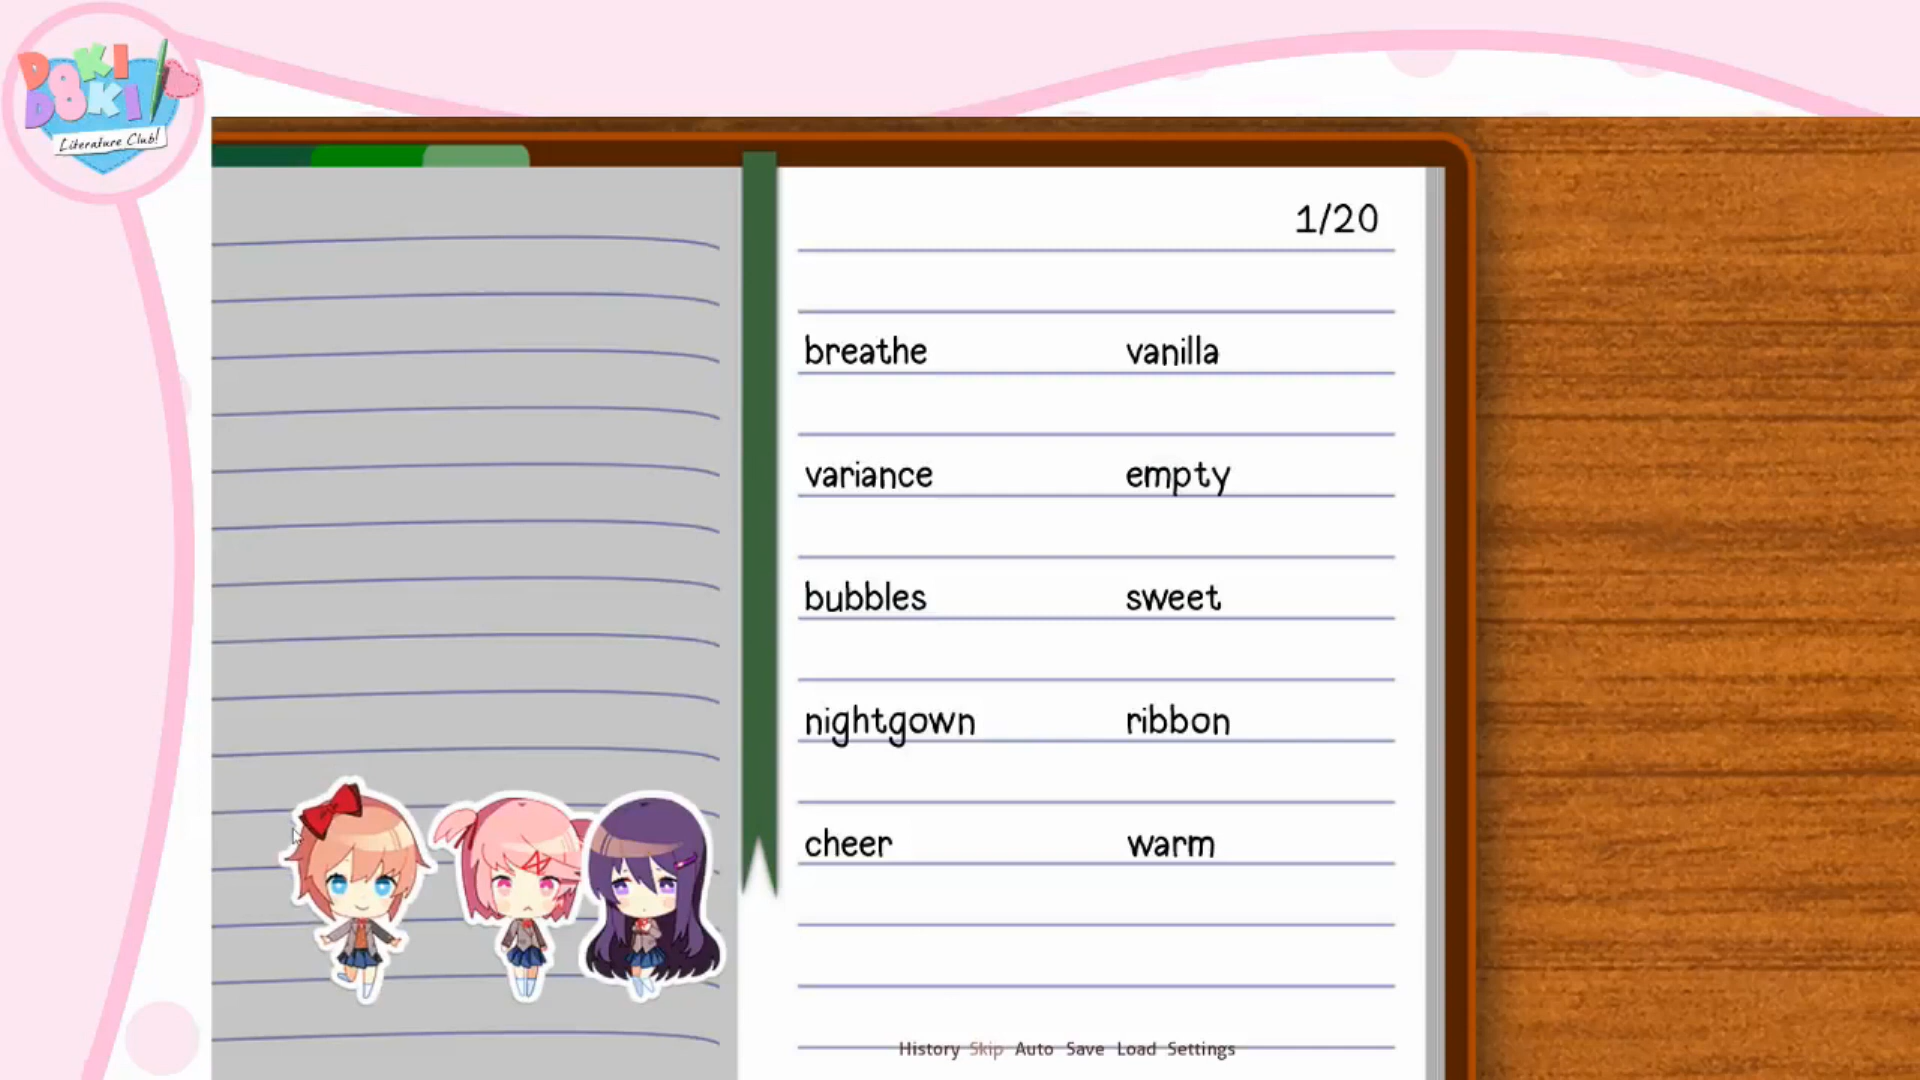 DOKI
DOKI
Literature Club!
1/20
breathe vanilla
variance empty
bubbles sweet
nightgown ribbon
cheer warm
History Skip Auto Save Load Settings